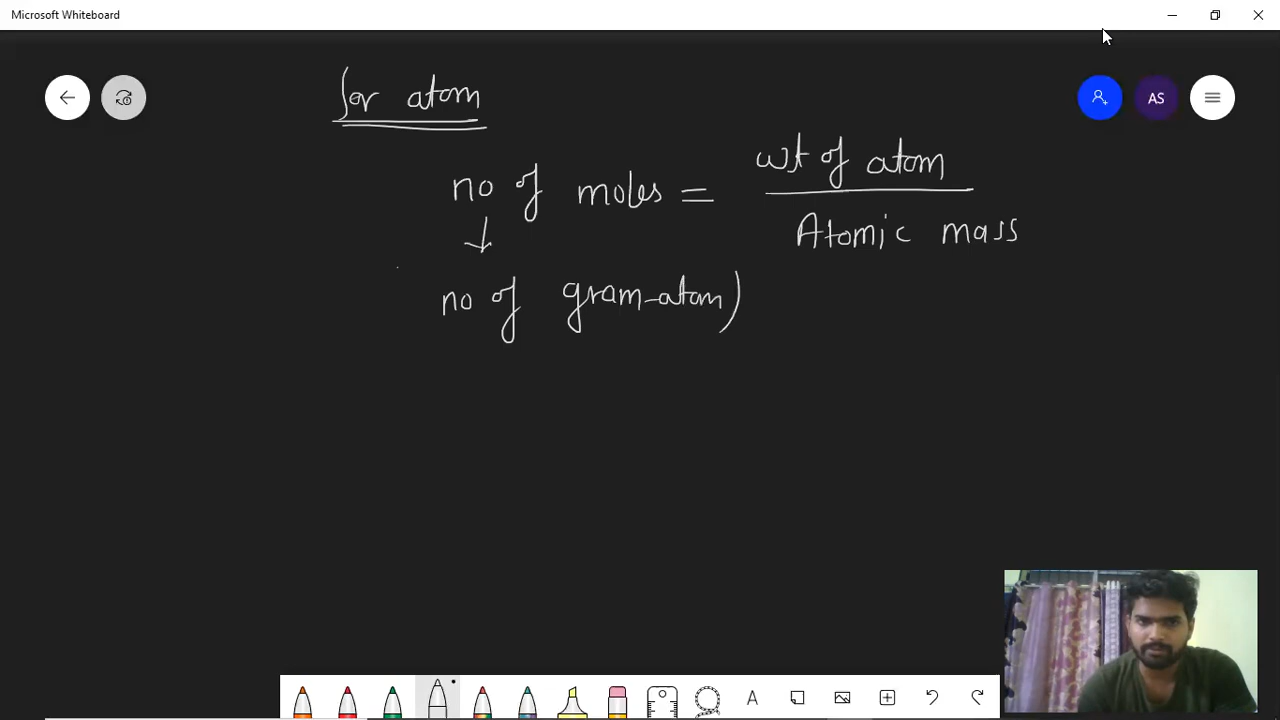 Microsoft Whiteboard
AS
for atom
no of moles = wt of atom / Atomic mass
↓
no of gram-atom)
A